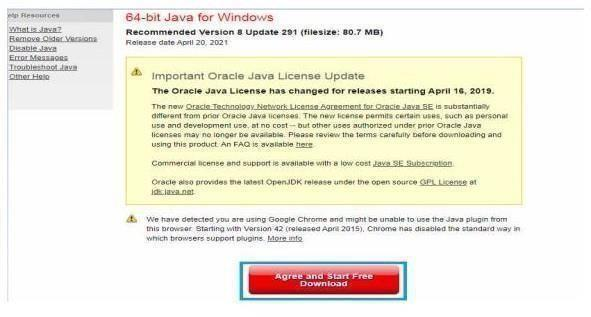 elp Resources
What is Java?
Remove Older Versions
Disable Java
Error Messages
Troubleshoot Java
Other Help
64-bit Java for Windows
Recommended Version 8 Update 291 (filesize: 80.7 MB)
Release date April 20, 2021
Important Oracle Java License Update
The Oracle Java License has changed for releases starting April 16, 2019.
The new Oracle Technology Network License Agreement for Oracle Java SE is substantially
different from prior Oracle Java licenses. The new license permits certain uses, such as personal
use and development use, at no cost -- but other uses authorized under prior Oracle Java
licenses may no longer be available. Please review the terms carefully before downloading and
using this product. An FAQ is available here.
Commercial license and support is available with a low cost Java SE Subscription.
Oracle also provides the latest OpenJDK release under the open source GPL License at
jdk.java.net.
We have detected you are using Google Chrome and might be unable to use the Java plugin from
this browser. Starting with Version 42 (released April 2015), Chrome has disabled the standard way in
which browsers support plugins. More info
Agree and Start Free
Download